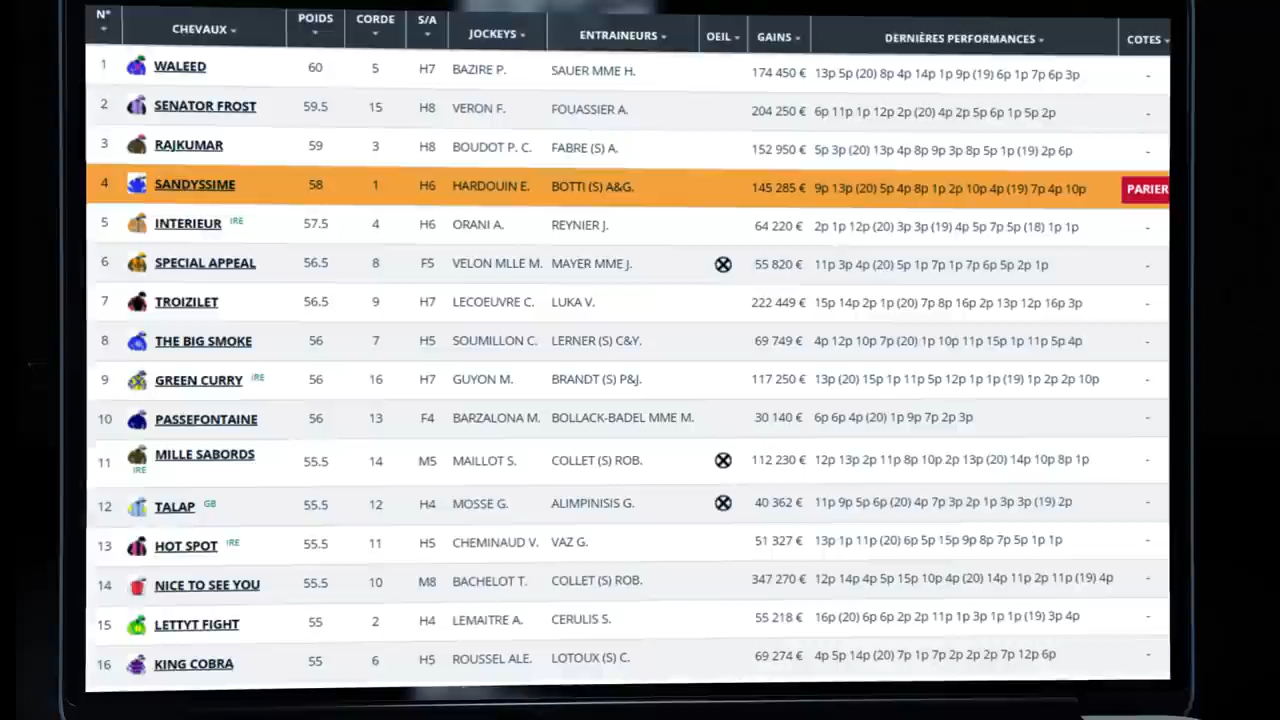 N° CHEVAUX POIDS CORDE S/A JOCKEYS ENTRAINEURS OEIL GAINS DERNIÈRES PERFORMANCES COTES
1 WALEED 60 5 H7 BAZIRE P. SAUER MME H. 174 450 € 13p 5p (20) 8p 4p 14p 1p 9p (19) 6p 1p 7p 6p 3p -
2 SENATOR FROST 59.5 15 H8 VERON F. FOUASSIER A. 204 250 € 6p 11p 1p 12p 2p (20) 4p 2p 5p 6p 1p 5p 2p -
3 RAJKUMAR 59 3 H8 BOUDOT P. C. FABRE (S) A. 152 950 € 5p 3p (20) 13p 4p 8p 9p 3p 8p 5p 1p (19) 2p 6p -
4 SANDYSSIME 58 1 H6 HARDOUIN E. BOTTI (S) A&G. 145 285 € 9p 13p (20) 5p 4p 8p 1p 2p 10p 4p (19) 7p 4p 10p PARIER
5 INTERIEUR IRE 57.5 4 H6 ORANI A. REYNIER J. 64 220 € 2p 1p 12p (20) 3p 3p (19) 4p 5p 7p 5p (18) 1p 1p -
6 SPECIAL APPEAL 56.5 8 F5 VELON MLLE M. MAYER MME J. 55 820 € 11p 3p 4p (20) 5p 1p 7p 1p 7p 6p 5p 2p 1p -
7 TROIZILET 56.5 9 H7 LECOEUVRE C. LUKA V. 222 449 € 15p 14p 2p 1p (20) 7p 8p 16p 2p 13p 12p 16p 3p -
8 THE BIG SMOKE 56 7 H5 SOUMILLON C. LERNER (S) C&Y. 69 749 € 4p 12p 10p 7p (20) 1p 10p 11p 15p 1p 11p 5p 4p -
9 GREEN CURRY IRE 56 16 H7 GUYON M. BRANDT (S) P&J. 117 250 € 13p (20) 15p 1p 11p 5p 12p 1p 1p (19) 1p 2p 2p 10p -
10 PASSEFONTAINE 56 13 F4 BARZALONA M. BOLLACK-BADEL MME M. 30 140 € 6p 6p 4p (20) 1p 9p 7p 2p 3p -
11 MILLE SABORDS IRE 55.5 14 M5 MAILLOT S. COLLET (S) ROB. 112 230 € 12p 13p 2p 11p 8p 10p 2p 13p (20) 14p 10p 8p 1p -
12 TALAP GB 55.5 12 H4 MOSSE G. ALIMPINISIS G. 40 362 € 11p 9p 5p 6p (20) 4p 7p 3p 2p 1p 3p 3p (19) 2p -
13 HOT SPOT IRE 55.5 11 H5 CHEMINAUD V. VAZ G. 51 327 € 13p 1p 11p (20) 6p 5p 15p 9p 8p 7p 5p 1p 1p -
14 NICE TO SEE YOU 55.5 10 M8 BACHELOT T. COLLET (S) ROB. 347 270 € 12p 14p 4p 5p 15p 10p 4p (20) 14p 11p 2p 11p (19) 4p -
15 LETTYT FIGHT 55 2 H4 LEMAITRE A. CERULIS S. 55 218 € 16p (20) 6p 6p 2p 2p 11p 1p 3p 1p 1p (19) 3p 4p -
16 KING COBRA 55 6 H5 ROUSSEL ALE. LOTOUX (S) C. 69 274 € 4p 5p 14p (20) 7p 1p 7p 2p 2p 2p 7p 12p 6p -